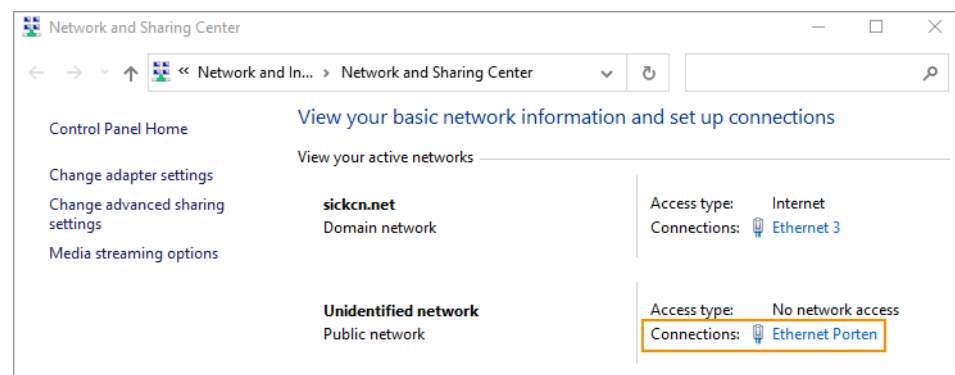 Network and Sharing Center
« Network and In... › Network and Sharing Center
Control Panel Home
Change adapter settings
Change advanced sharing
settings
Media streaming options
View your basic network information and set up connections
View your active networks
sickcn.net
Domain network
Access type: Internet
Connections: Ethernet 3
Unidentified network
Public network
Access type: No network access
Connections: Ethernet Porten